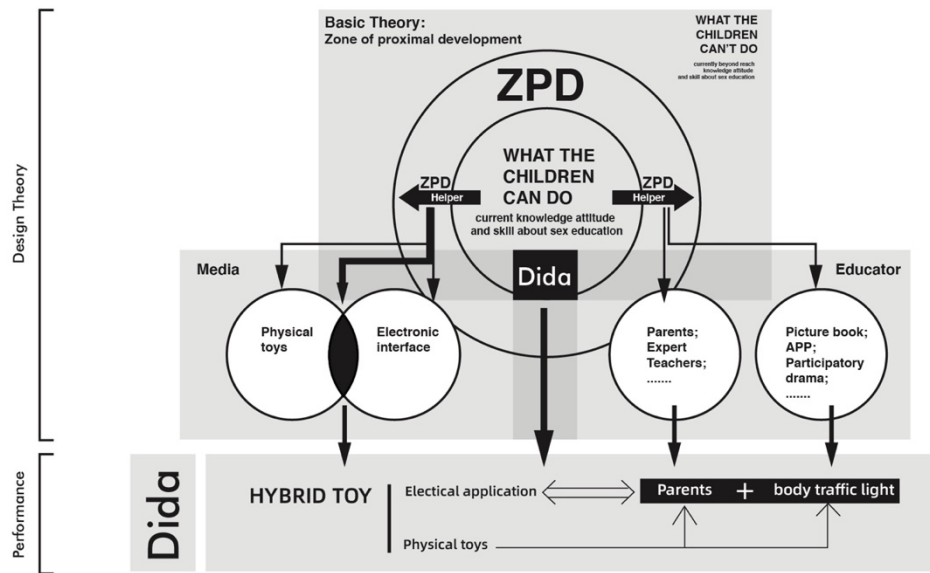 Design Theory
Basic Theory:
Zone of proximal development
WHAT THE
CHILDREN
CAN'T DO
currently beyond reach
knowledge attitude
and skill about sex education
ZPD
WHAT THE
CHILDREN
CAN DO
current knowledge attitude
and skill about sex education
ZPD
Helper
ZPD
Helper
Media
Dida
Educator
Physical
toys
Electronic
interface
Parents;
Expert
Teachers;
.......
Picture book;
APP;
Participatory
drama;
.......
Performance
Dida
HYBRID TOY
Electical application
Parents + body traffic light
Physical toys